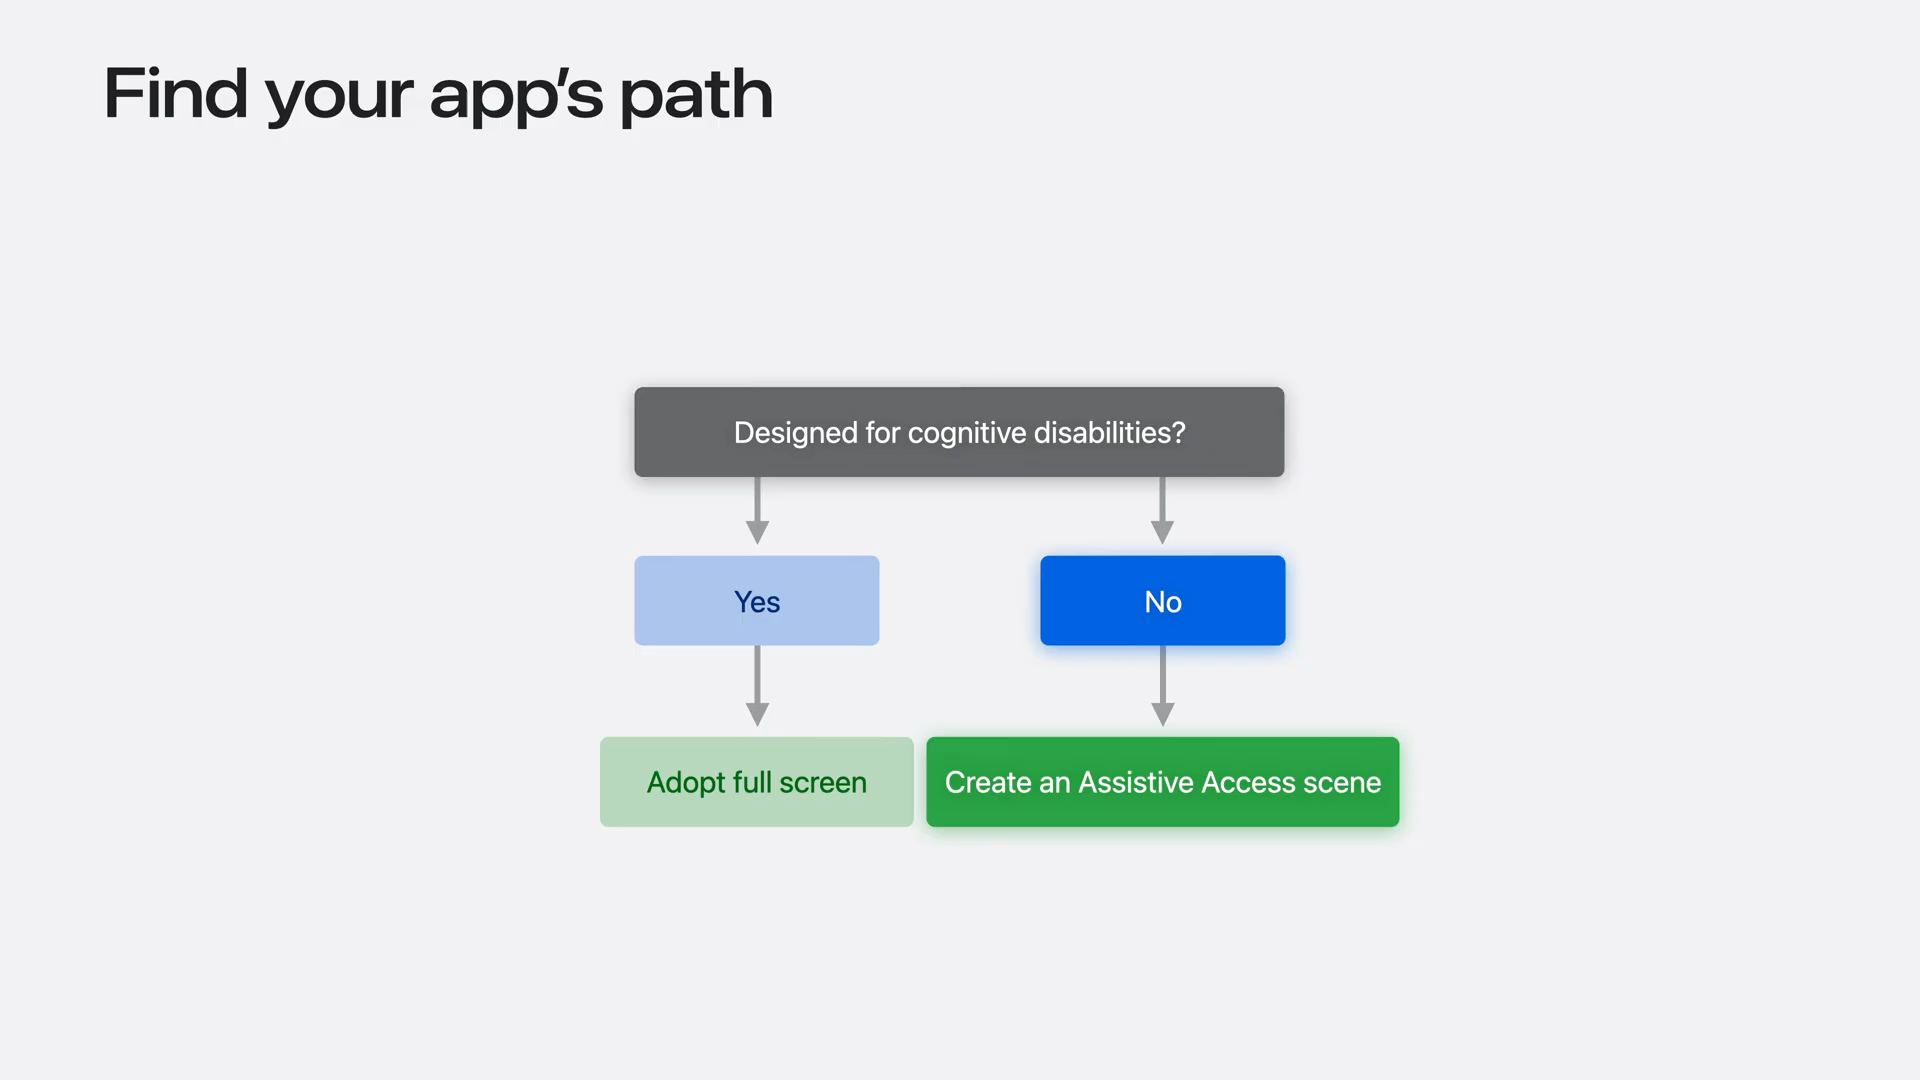 Find your app’s path
Designed for cognitive disabilities?
Yes
No
Adopt full screen
Create an Assistive Access scene